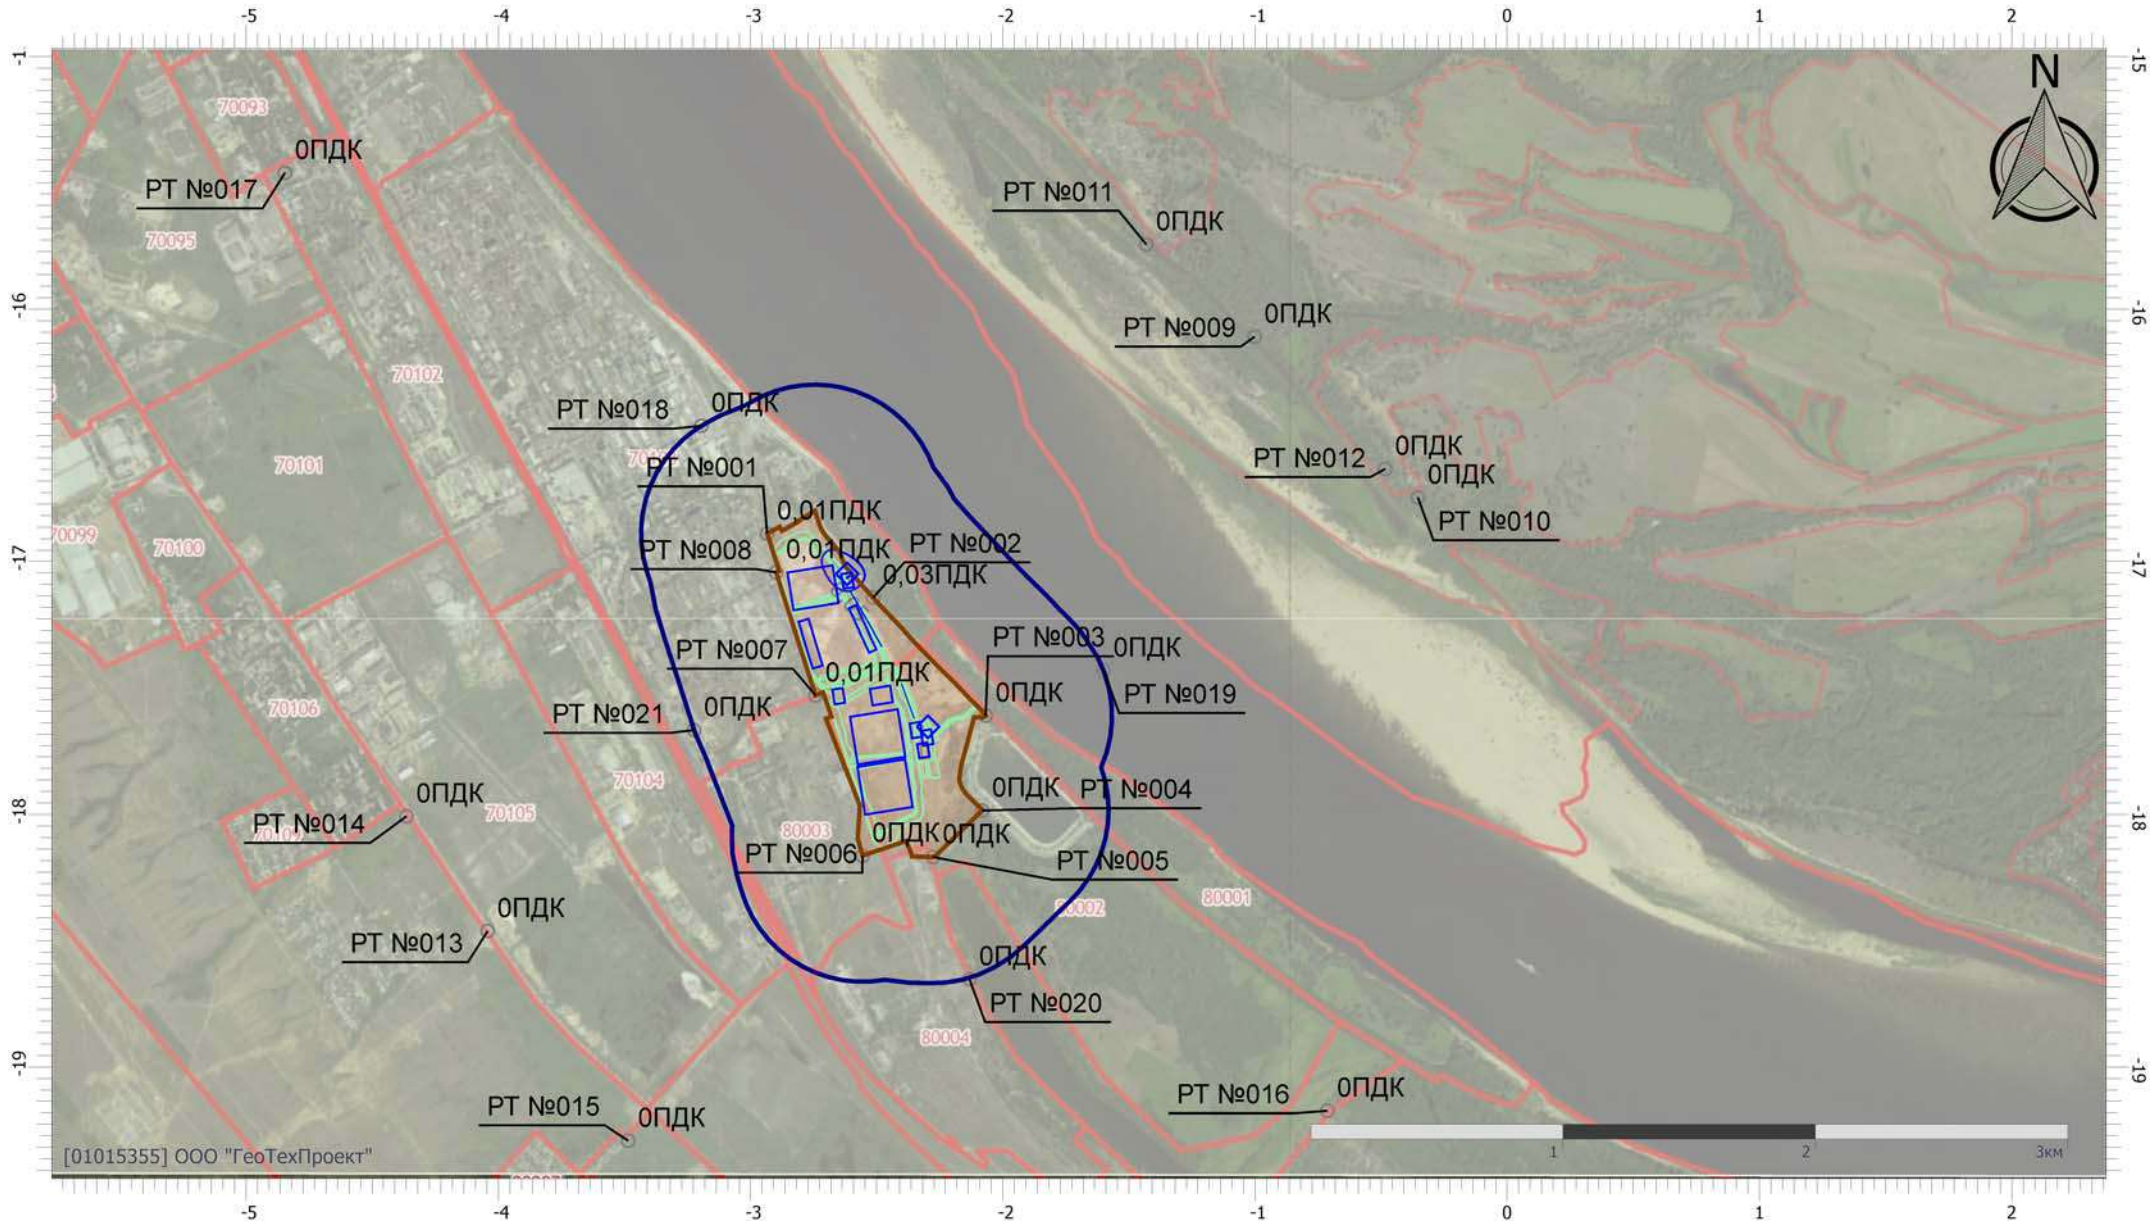 -5 -4 -3 -2 -1 0 1 2
-1
-15
N
70093
0ПДК
РТ №017
РТ №011
0ПДК
70095
-16
-16
0ПДК
РТ №009
70102
0ПДК
РТ №018
0ПДК
РТ №012
70101
РТ №001
0ПДК
0,01ПДК
РТ №010
70099
70100
РТ №008
0,01ПДК
РТ №002
-17
-17
0,03ПДК
РТ №003
0ПДК
РТ №007
0,01ПДК
0ПДК
РТ №019
70106
РТ №021
0ПДК
70104
0ПДК
0ПДК
РТ №004
-18
-18
70105
РТ №014
80003
0ПДК
0ПДК
РТ №006
РТ №005
80002
80001
0ПДК
РТ №013
0ПДК
РТ №020
80004
-19
-19
РТ №016
0ПДК
РТ №015
0ПДК
[01015355] ООО "ГеоТехПроект"
1 2 3км
-5 -4 -3 -2 -1 0 1 2